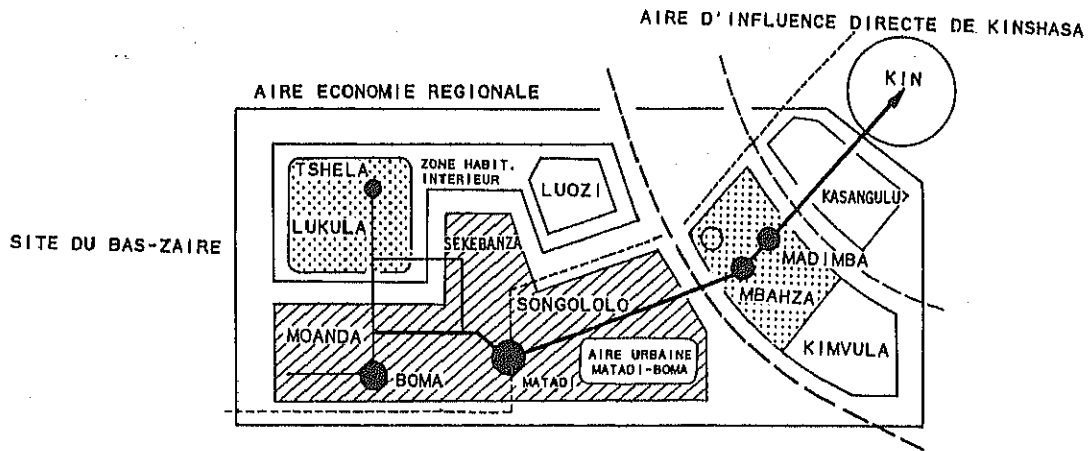 AIRE D'INFLUENCE DIRECTE DE KINSHASA
KIN
AIRE ECONOMIE REGIONALE
TSHELA
ZONE HABIT.
INTERIEUR
LUOZI
KASANGULU
LUKULA
SITE DU BAS-ZAIRE
SEKEBANZA
MADIMBA
MBAHZA
SONGOLOLO
MOANDA
KIMVULA
AIRE URBAINE
MATADI-BOMA
BOMA
MATADI